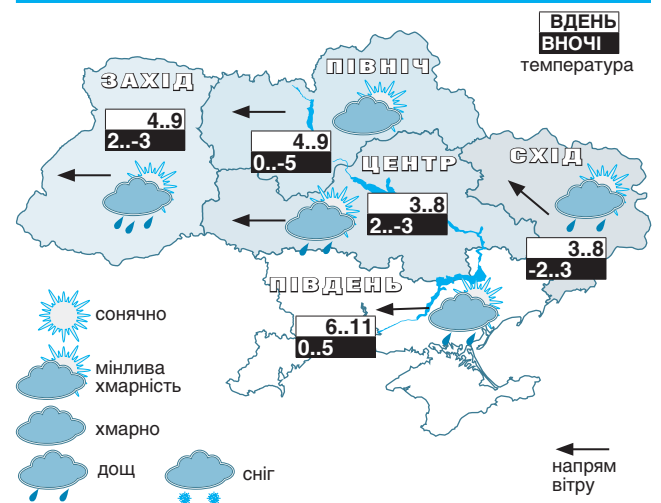 ВДЕНЬ
ВНОЧІ
температура
ЗАХІД
4..9
2..-3
ПІВНІЧ
4..9
0..-5
ЦЕНТР
3..8
2..-3
СХІД
3..8
-2..3
ПІВДЕНЬ
6..11
0..5
сонячно
мінлива
хмарність
хмарно
дощ
сніг
напрям
вітру